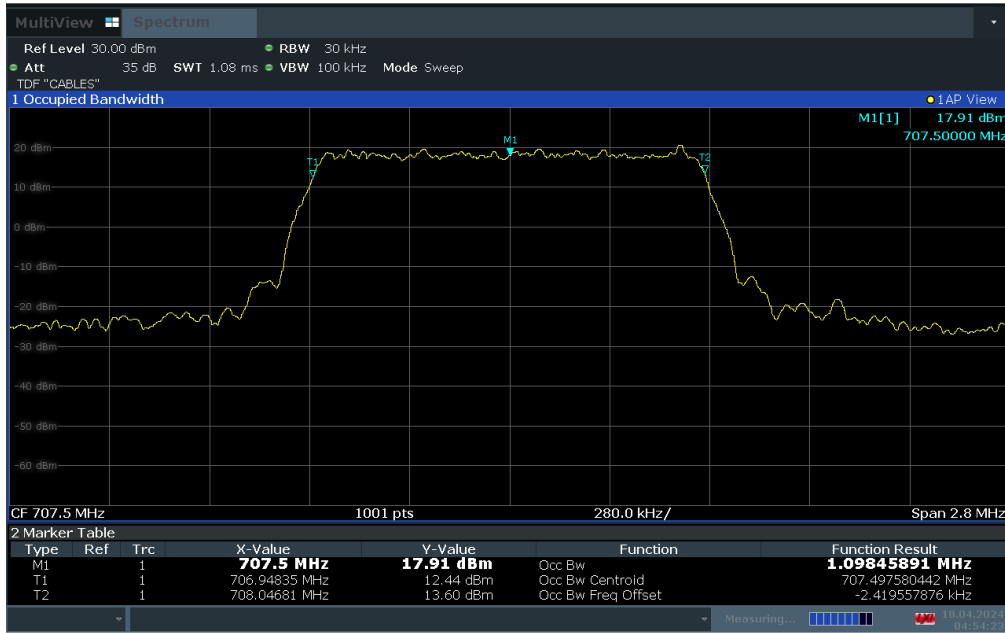 MultiView Spectrum
Ref Level 30.00 dBm RBW 30 kHz
Att 35 dB SWT 1.08 ms VBW 100 kHz Mode Sweep
TDF "CABLES"
1 Occupied Bandwidth 1AP View
M1[1] 17.91 dBm
707.50000 MHz
M1
20 dBm
T1 T2
10 dBm
0 dBm
-10 dBm
-20 dBm
-30 dBm
-40 dBm
-50 dBm
-60 dBm
CF 707.5 MHz 1001 pts 280.0 kHz/ Span 2.8 MHz
2 Marker Table
Type Ref Trc X-Value Y-Value Function Function Result
M1 1 707.5 MHz 17.91 dBm Occ Bw 1.09845891 MHz
T1 1 706.94835 MHz 12.44 dBm Occ Bw Centroid 707.497580442 MHz
T2 1 708.04681 MHz 13.60 dBm Occ Bw Freq Offset -2.419557876 kHz
Measuring... LXI 18.04.2024
04:54:23